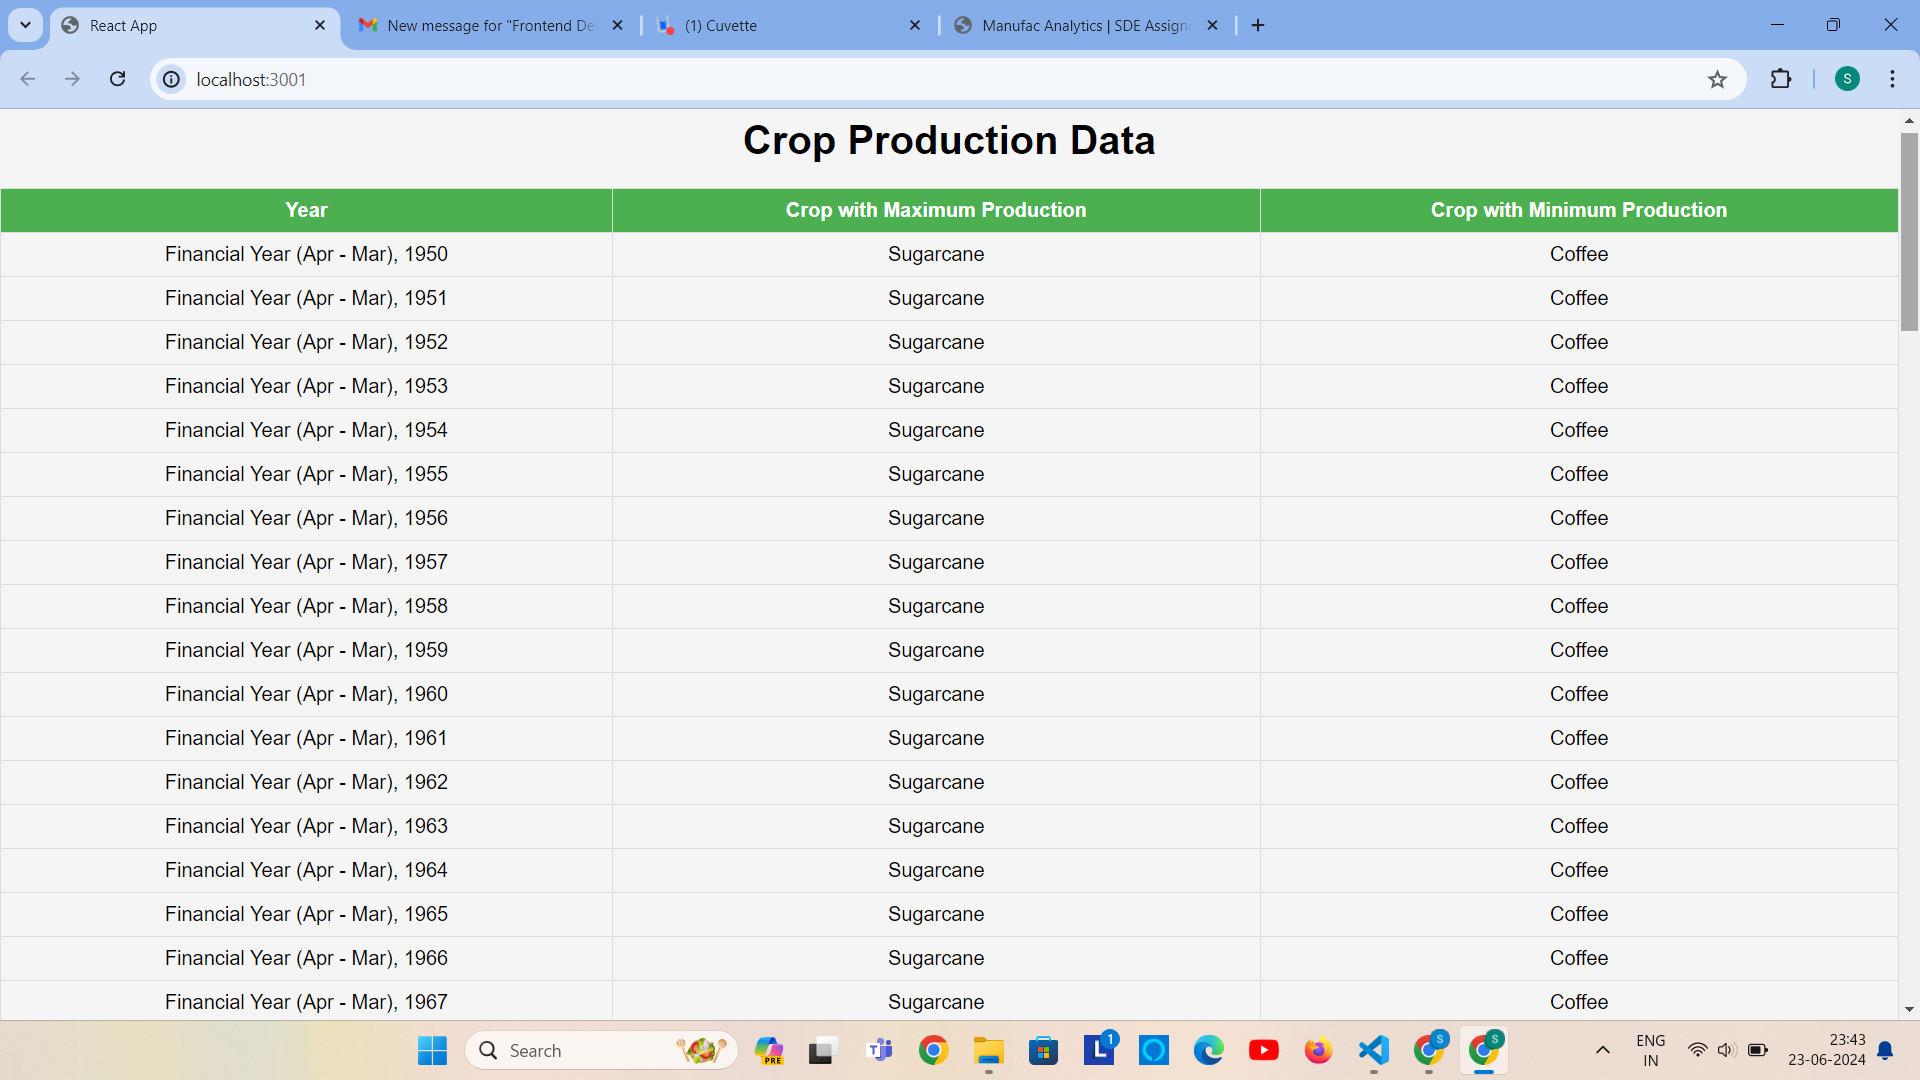 React App
New message for "Frontend De
(1) Cuvette
Manufac Analytics | SDE Assign
localhost:3001
S
Crop Production Data
Year Crop with Maximum Production Crop with Minimum Production
Financial Year (Apr - Mar), 1950 Sugarcane Coffee
Financial Year (Apr - Mar), 1951 Sugarcane Coffee
Financial Year (Apr - Mar), 1952 Sugarcane Coffee
Financial Year (Apr - Mar), 1953 Sugarcane Coffee
Financial Year (Apr - Mar), 1954 Sugarcane Coffee
Financial Year (Apr - Mar), 1955 Sugarcane Coffee
Financial Year (Apr - Mar), 1956 Sugarcane Coffee
Financial Year (Apr - Mar), 1957 Sugarcane Coffee
Financial Year (Apr - Mar), 1958 Sugarcane Coffee
Financial Year (Apr - Mar), 1959 Sugarcane Coffee
Financial Year (Apr - Mar), 1960 Sugarcane Coffee
Financial Year (Apr - Mar), 1961 Sugarcane Coffee
Financial Year (Apr - Mar), 1962 Sugarcane Coffee
Financial Year (Apr - Mar), 1963 Sugarcane Coffee
Financial Year (Apr - Mar), 1964 Sugarcane Coffee
Financial Year (Apr - Mar), 1965 Sugarcane Coffee
Financial Year (Apr - Mar), 1966 Sugarcane Coffee
Financial Year (Apr - Mar), 1967 Sugarcane Coffee
Search
PRE
L
1
S
S
ENG
IN
23:43
23-06-2024